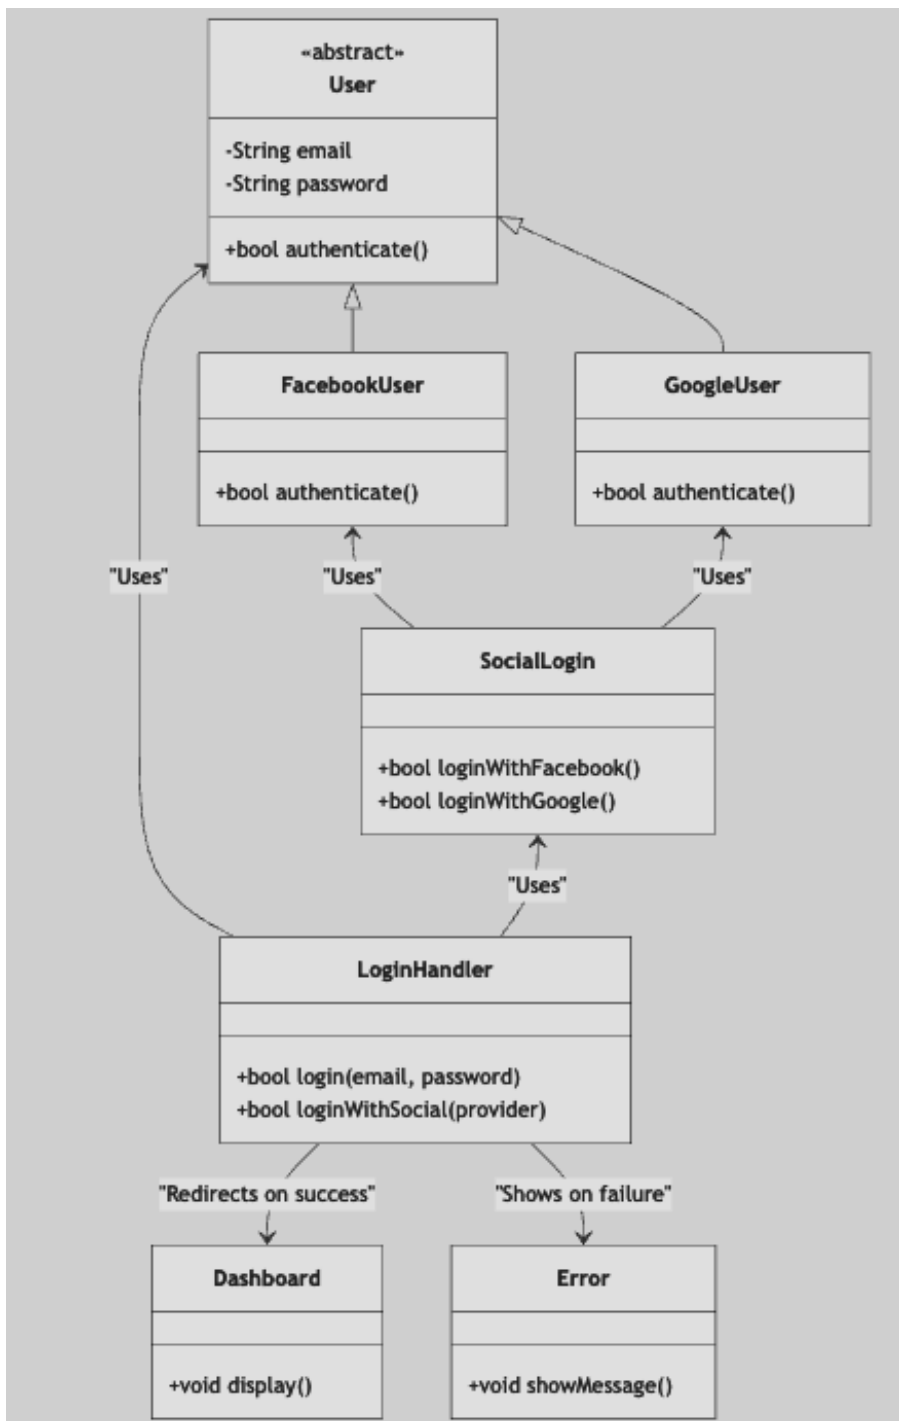 «abstract»
User
-String email
-String password
+bool authenticate()
FacebookUser
+bool authenticate()
GoogleUser
+bool authenticate()
"Uses"
"Uses"
"Uses"
SocialLogin
+bool loginWithFacebook()
+bool loginWithGoogle()
"Uses"
LoginHandler
+bool login(email, password)
+bool loginWithSocial(provider)
"Redirects on success"
"Shows on failure"
Dashboard
+void display()
Error
+void showMessage()